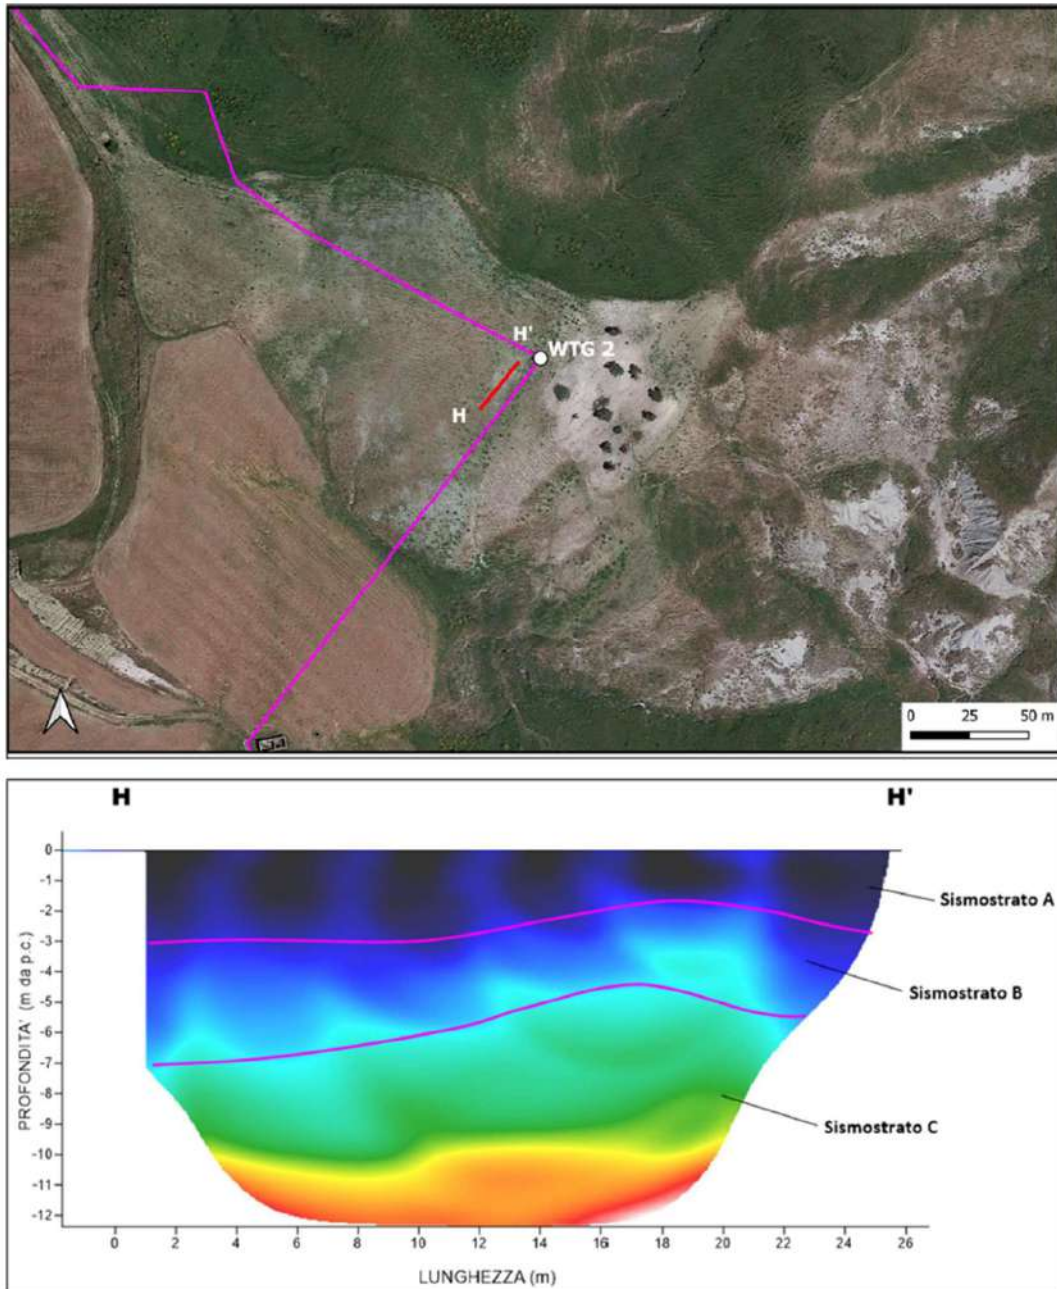 H'
WTG 2
H
0 25 50 m
H H'
0
-1
-2
-3
-4
-5
-6
-7
-8
-9
-10
-11
-12
PROFONDITA' (m da p.c.)
Sismostrato A
Sismostrato B
Sismostrato C
0 2 4 6 8 10 12 14 16 18 20 22 24 26
LUNGHEZZA (m)